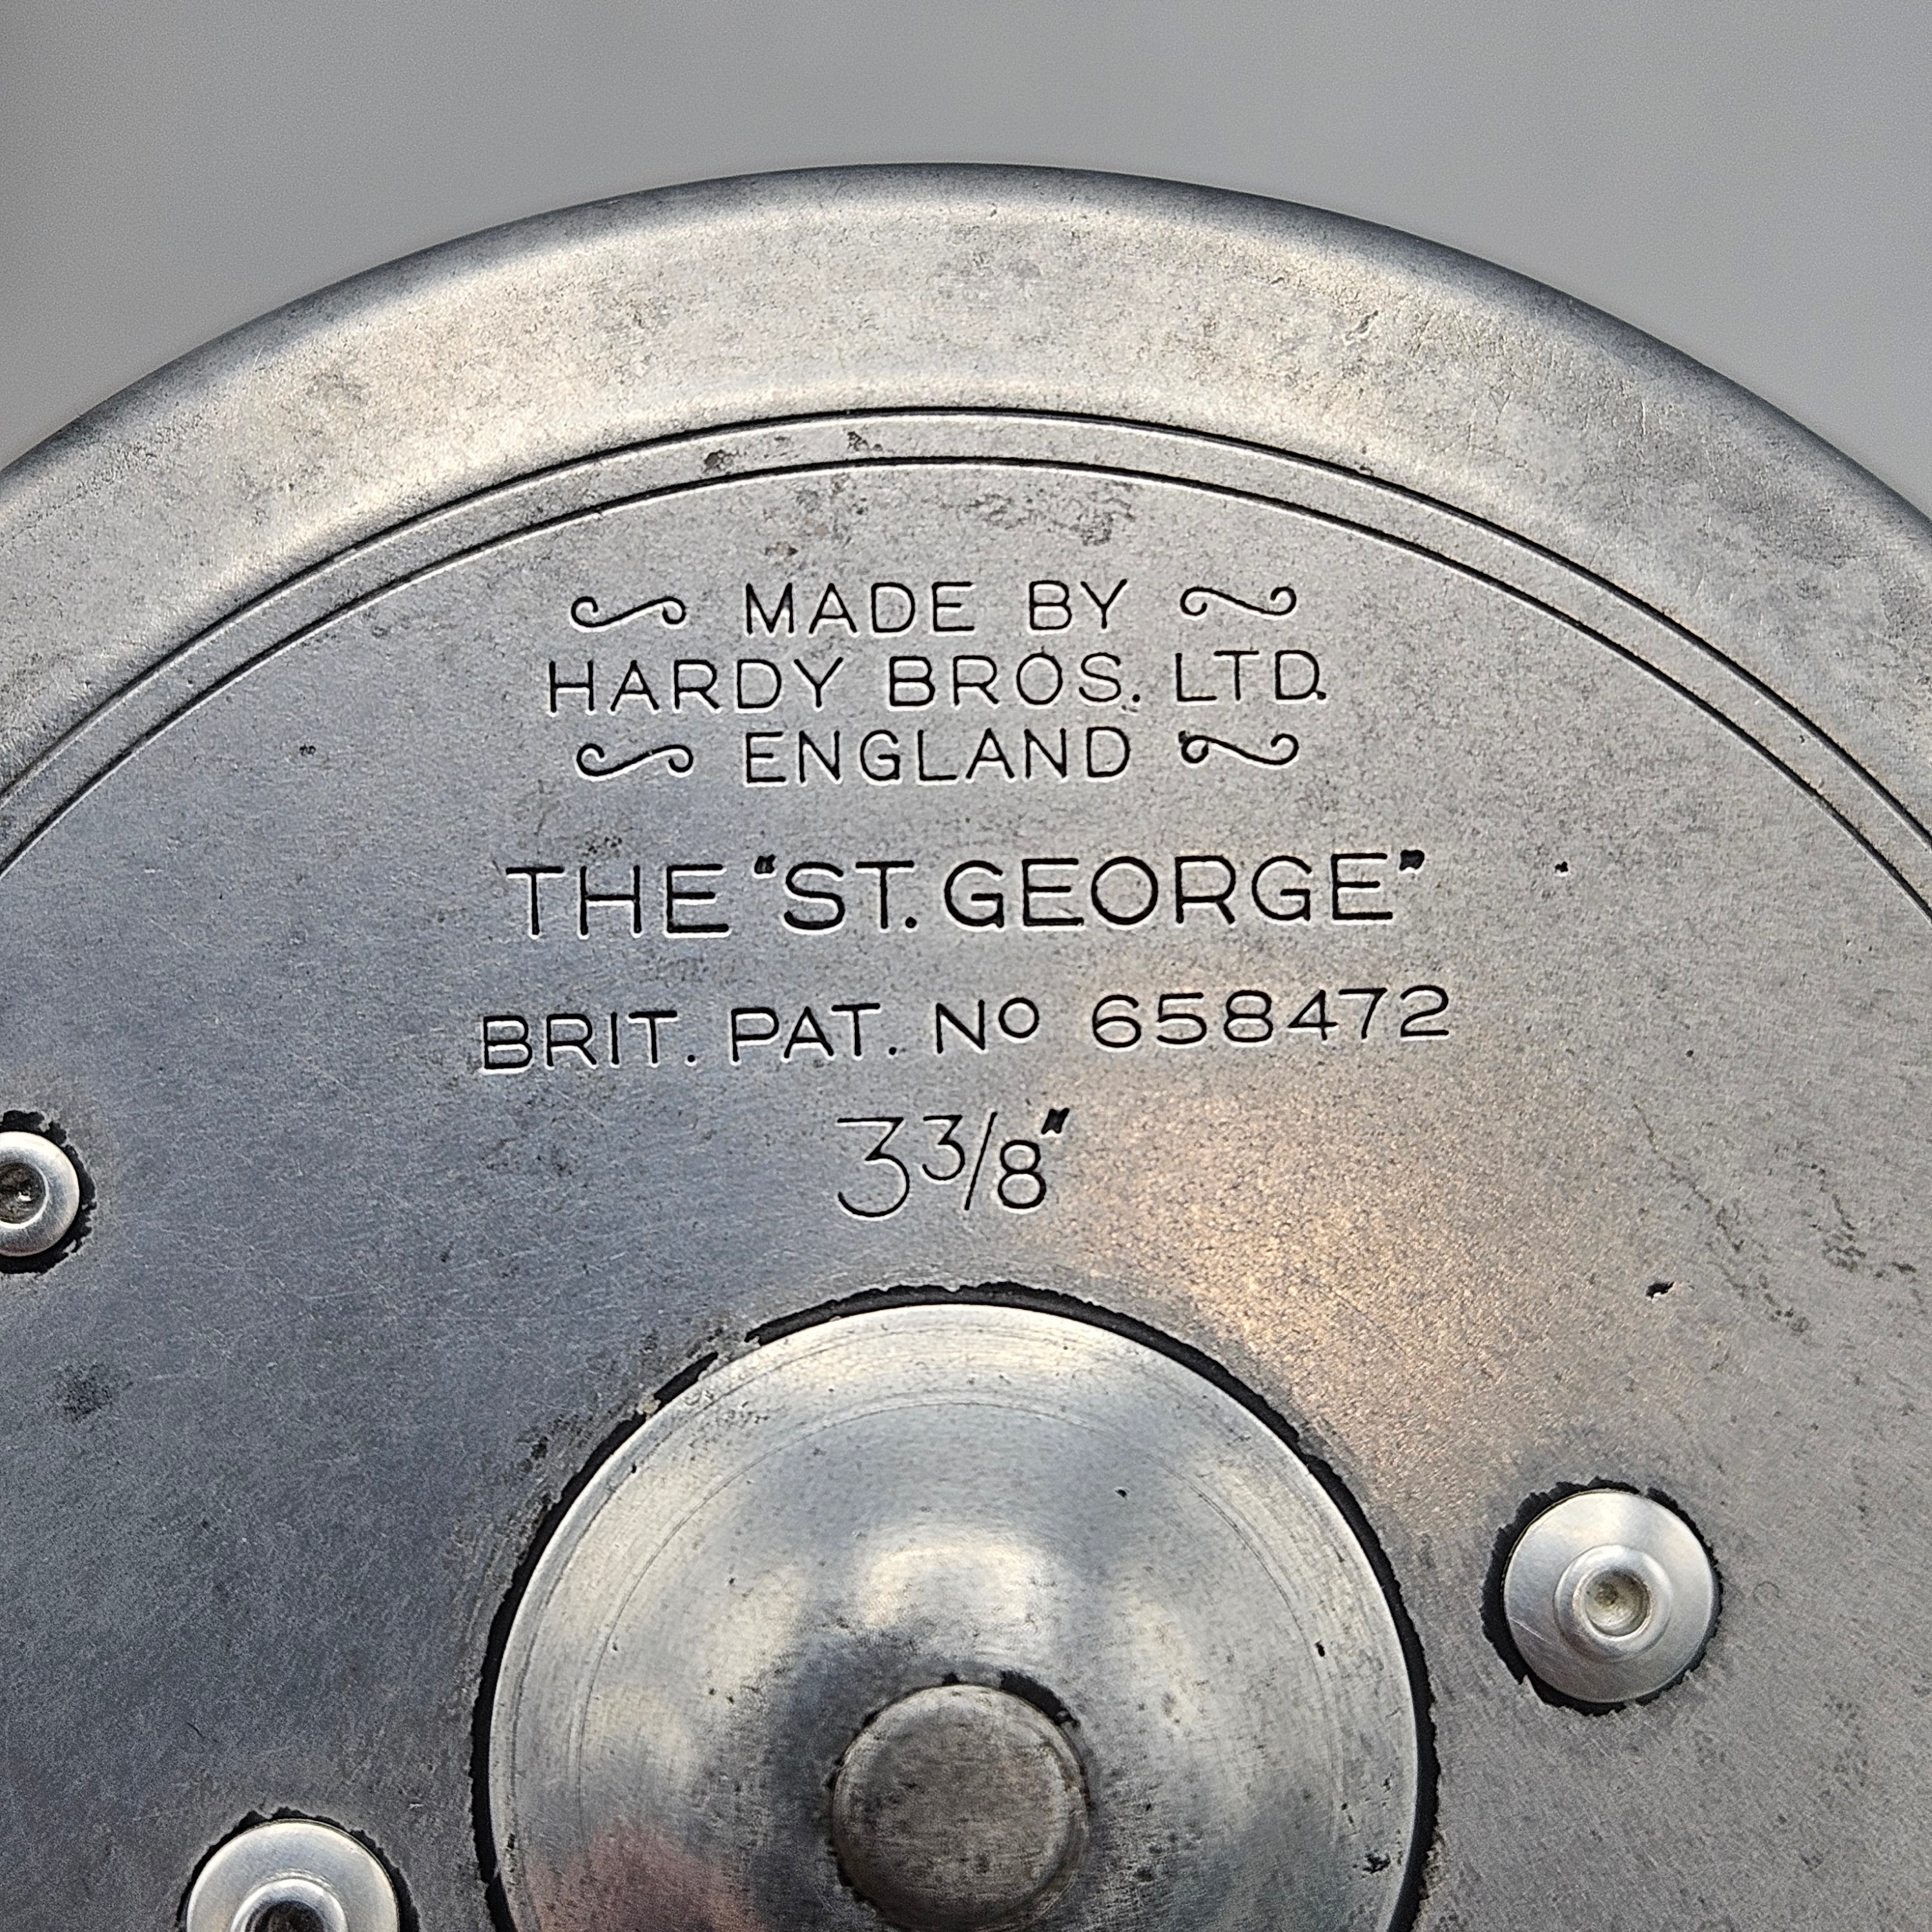 MADE BY
HARDY BROS. LTD.
ENGLAND
THE "ST. GEORGE"
BRIT. PAT. No 658472
3 3/8"